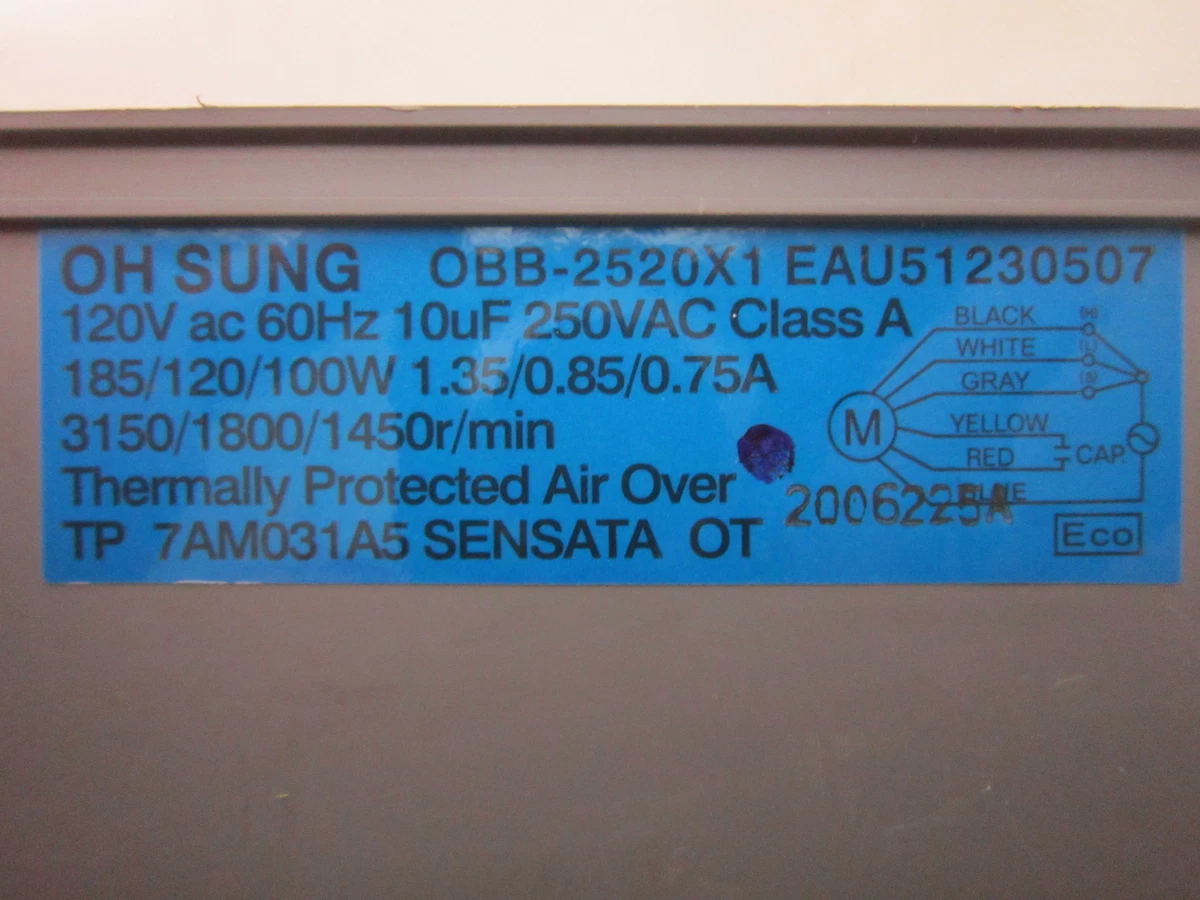 OH SUNG OBB-2520X1 EAU51230507
120V ac 60Hz 10uF 250VAC Class A
185/120/100W 1.35/0.85/0.75A
3150/1800/1450r/min
Thermally Protected Air Over
TP 7AM031A5 SENSATA OT
BLACK (H)
WHITE (L)
GRAY
M
YELLOW
RED CAP.
BLUE
2006225A
Eco